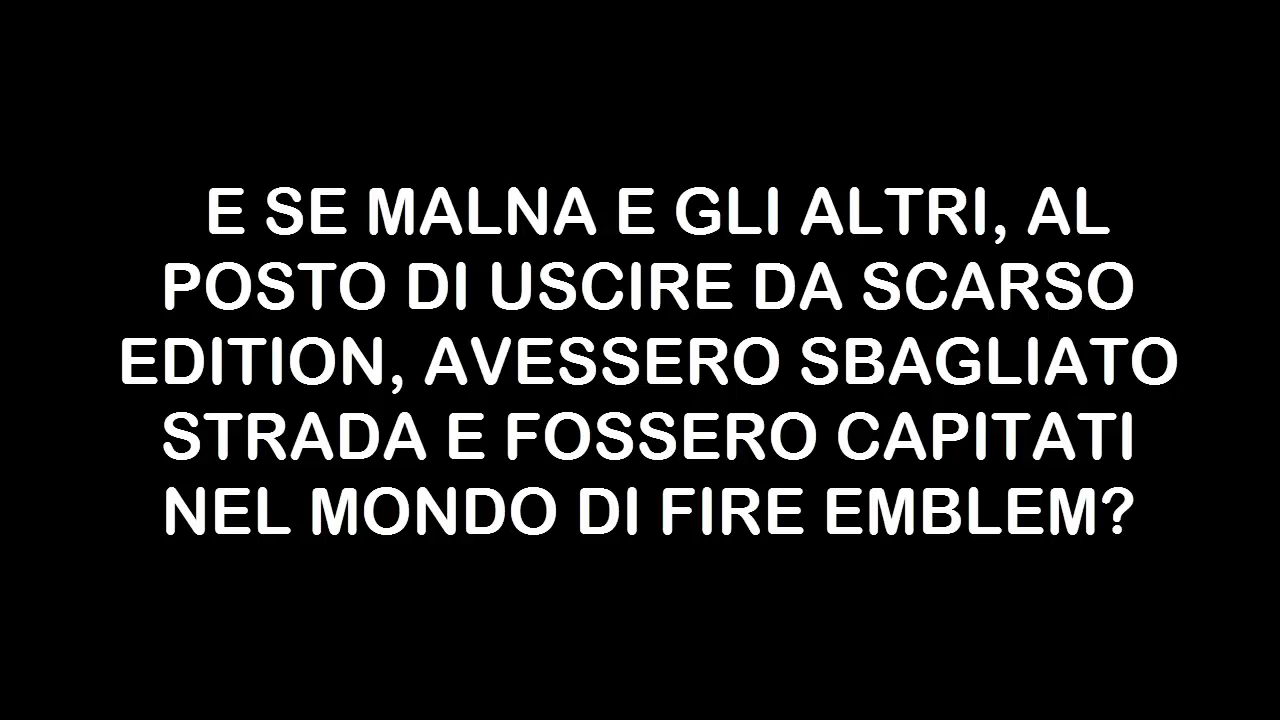 E SE MALNA E GLI ALTRI, AL
POSTO DI USCIRE DA SCARSO
EDITION, AVESSERO SBAGLIATO
STRADA E FOSSERO CAPITATI
NEL MONDO DI FIRE EMBLEM?